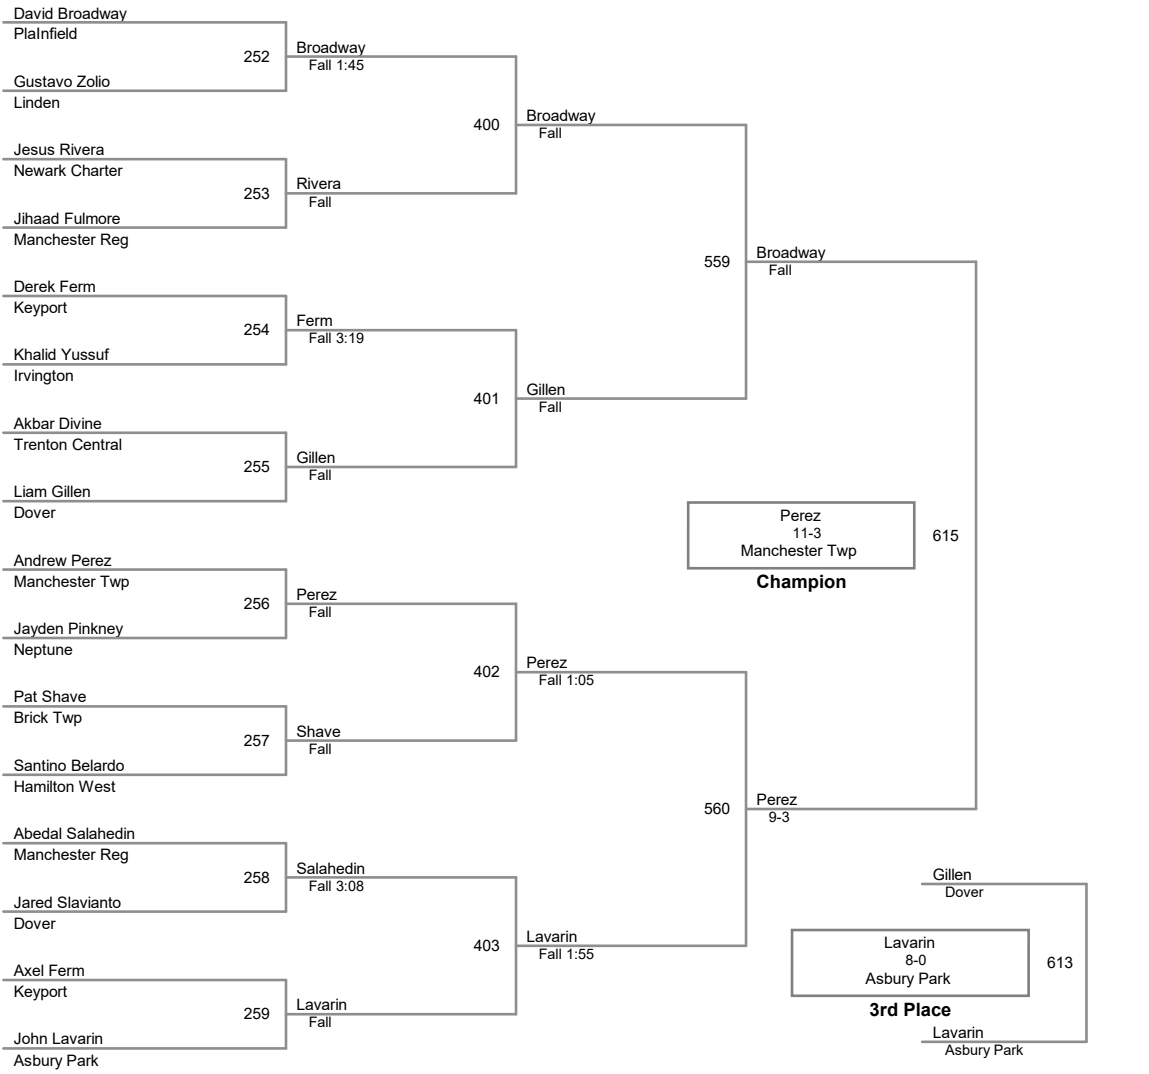 David Broadway
PlaInfield
252
Broadway
Fall 1:45
Gustavo Zolio
Linden
400
Broadway
Fall
Jesus Rivera
Newark Charter
253
Rivera
Fall
Jihaad Fulmore
Manchester Reg
559
Broadway
Fall
Derek Ferm
Keyport
254
Ferm
Fall 3:19
Khalid Yussuf
Irvington
401
Gillen
Fall
Akbar Divine
Trenton Central
255
Gillen
Fall
Liam Gillen
Dover
Perez
11-3
Manchester Twp
615
Champion
Andrew Perez
Manchester Twp
256
Perez
Fall
Jayden Pinkney
Neptune
402
Perez
Fall 1:05
Pat Shave
Brick Twp
257
Shave
Fall
Santino Belardo
Hamilton West
560
Perez
9-3
Abedal Salahedin
Manchester Reg
258
Salahedin
Fall 3:08
Jared Slavianto
Dover
403
Lavarin
Fall 1:55
Axel Ferm
Keyport
259
Lavarin
Fall
John Lavarin
Asbury Park
Gillen
Dover
Lavarin
8-0
Asbury Park
613
3rd Place
Lavarin
Asbury Park